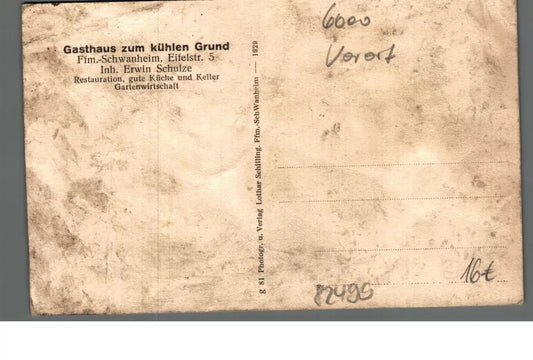 Gasthaus zum kühlen Grund
Ffm.-Schwanheim, Eifelstr. 5
Inh. Erwin Schulze
Restauration, gute Küche und Keller
Gartenwirtschaft
g 81 Photogr. u. Verlag Lothar Schilling. Ffm.-SchWanheim — 1929
6000
Vorort
16€
82499